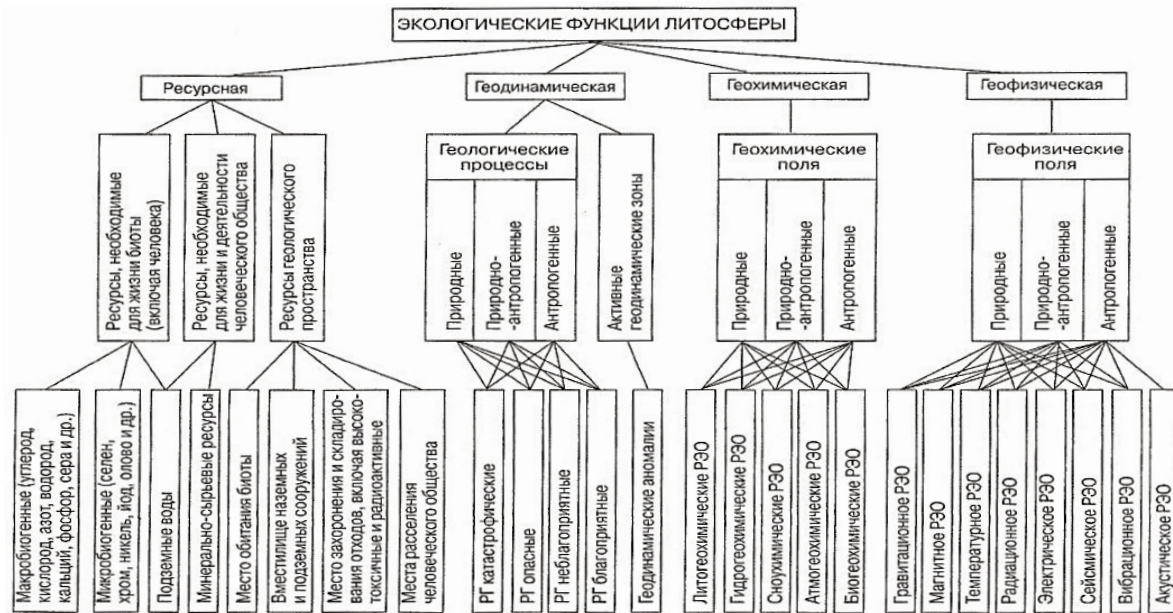 ЭКОЛОГИЧЕСКИЕ ФУНКЦИИ ЛИТОСФЕРЫ
Ресурсная
Геодинамическая
Геохимическая
Геофизическая
Ресурсы, необходимые
для жизни биоты
(включая человека)
Ресурсы, необходимые
для жизни и деятельности
человеческого общества
Ресурсы геологического
пространства
Геологические
процессы
Природные
Природно-
-антропогенные
Антропогенные
Активные
геодинамические зоны
Геохимические
поля
Природные
Природно-
-антропогенные
Антропогенные
Геофизические
поля
Природные
Природно-
-антропогенные
Антропогенные
Макробиогенные (углерод,
кислород, азот, водород,
кальций, фосфор, сера и др.)
Микробиогенные (селен,
хром, никель, йод, олово и др.)
Подземные воды
Минерально-сырьевые ресурсы
Место обитания биоты
Вместилище наземных
и подземных сооружений
Место захоронения и складиро-
вания отходов, включая высоко-
токсичные и радиоактивные
Места расселения
человеческого общества
РГ катастрофические
РГ опасные
РГ неблагоприятные
РГ благоприятные
Геодинамические аномалии
Литогеохимические РЭО
Гидрогеохимические РЭО
Сноухимические РЭО
Атмогеохимические РЭО
Биогеохимические РЭО
Гравитационное РЭО
Магнитное РЭО
Температурное РЭО
Радиационное РЭО
Электрическое РЭО
Сейсмическое РЭО
Вибрационное РЭО
Акустическое РЭО